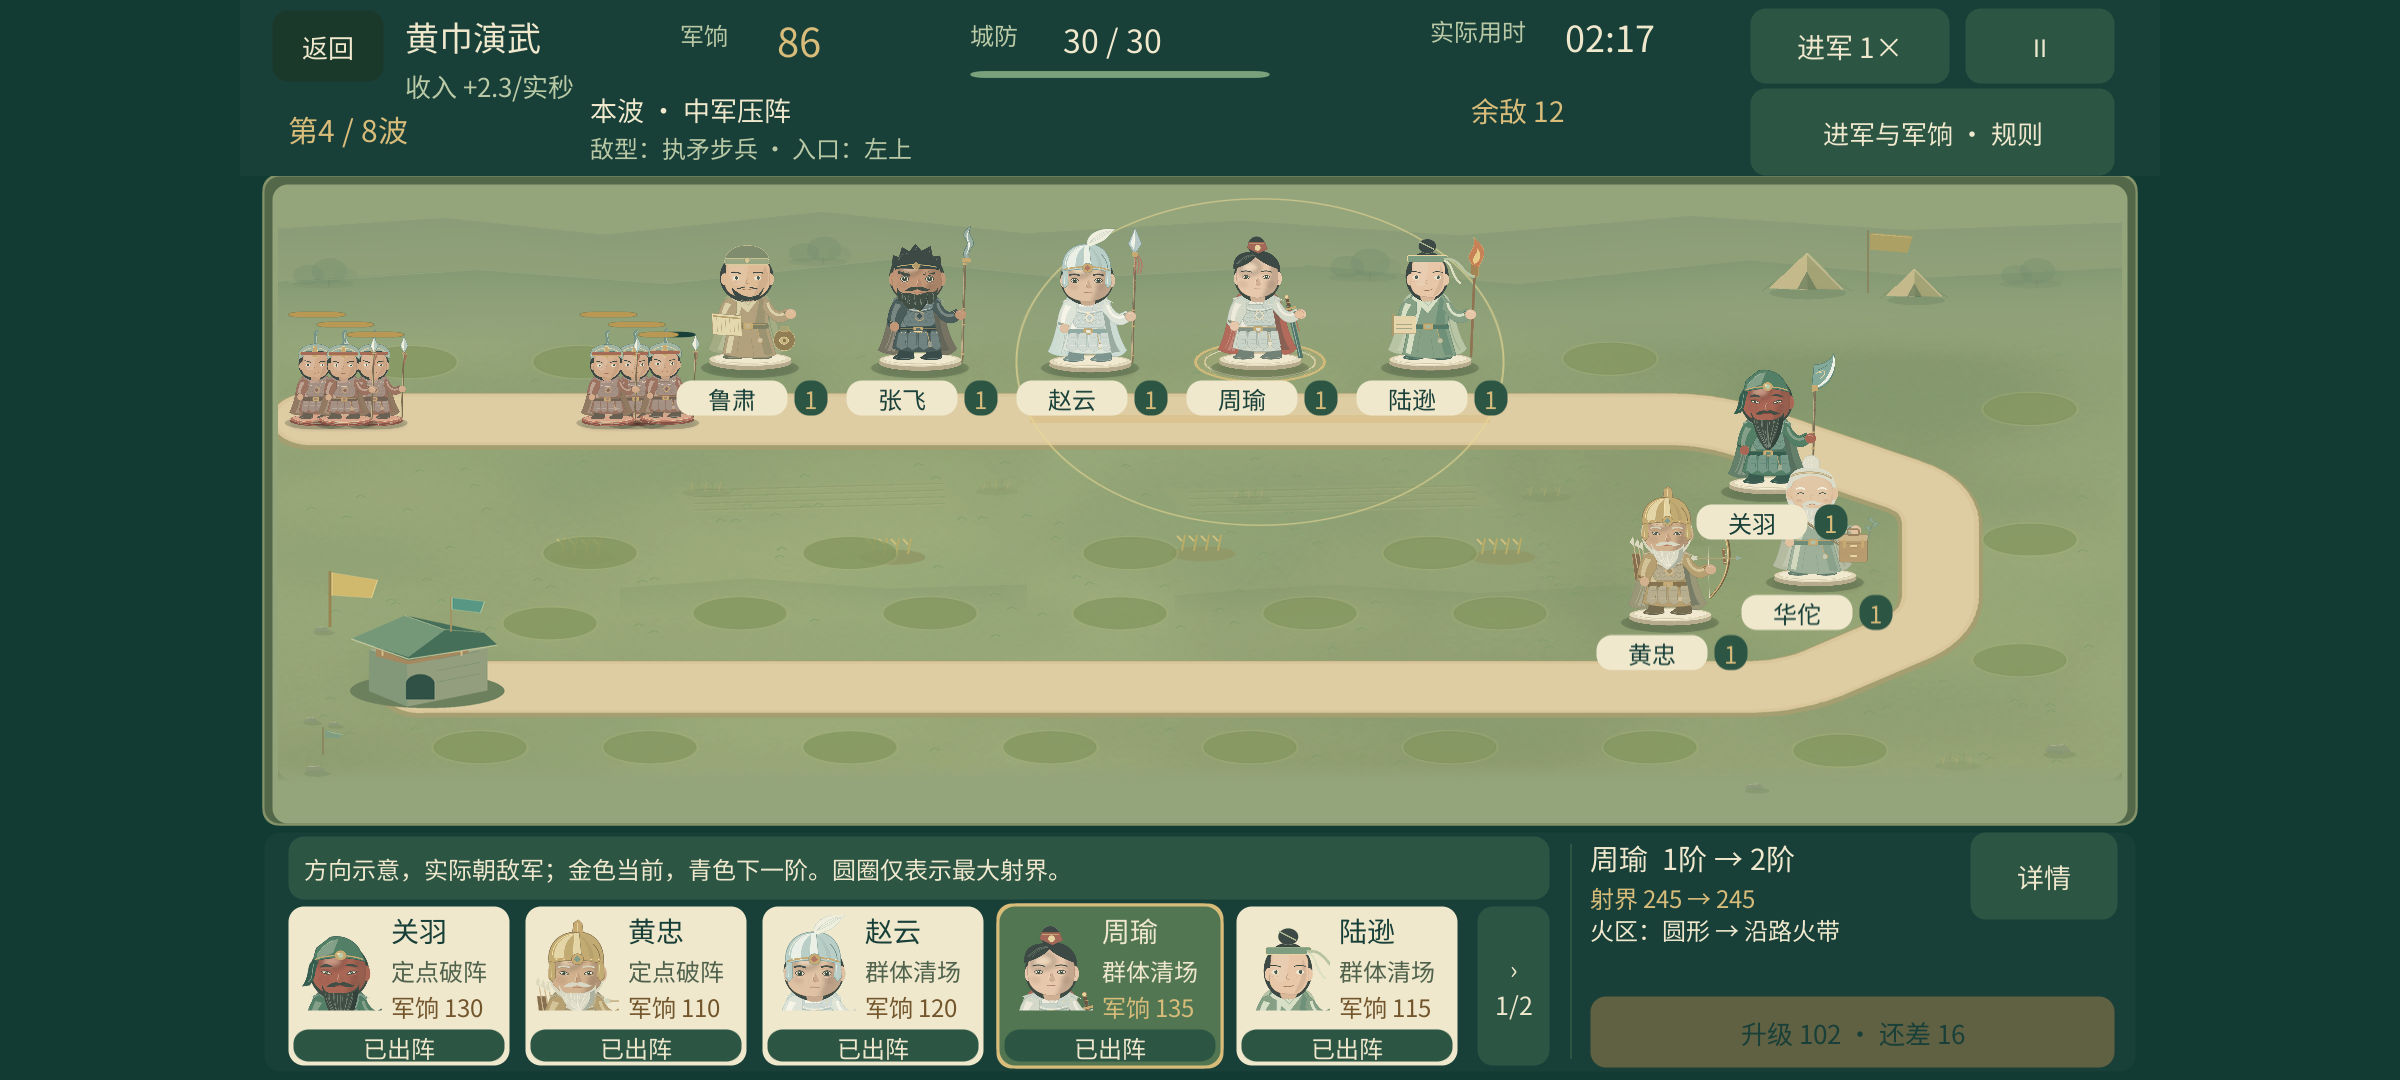 返回
黄巾演武
收入 +2.3/实秒
军饷 86
城防 30 / 30
实际用时 02:17
进军 1×
II
第4 / 8波
本波 · 中军压阵
敌型：执矛步兵 · 入口：左上
余敌 12
进军与军饷 · 规则
鲁肃 1
张飞 1
赵云 1
周瑜 1
陆逊 1
关羽 1
华佗 1
黄忠 1
方向示意，实际朝敌军；金色当前，青色下一阶。圆圈仅表示最大射界。
关羽
定点破阵
军饷 130
已出阵
黄忠
定点破阵
军饷 110
已出阵
赵云
群体清场
军饷 120
已出阵
周瑜
群体清场
军饷 135
已出阵
陆逊
群体清场
军饷 115
已出阵
›
1/2
周瑜 1阶 → 2阶
射界 245 → 245
火区：圆形 → 沿路火带
详情
升级 102 · 还差 16